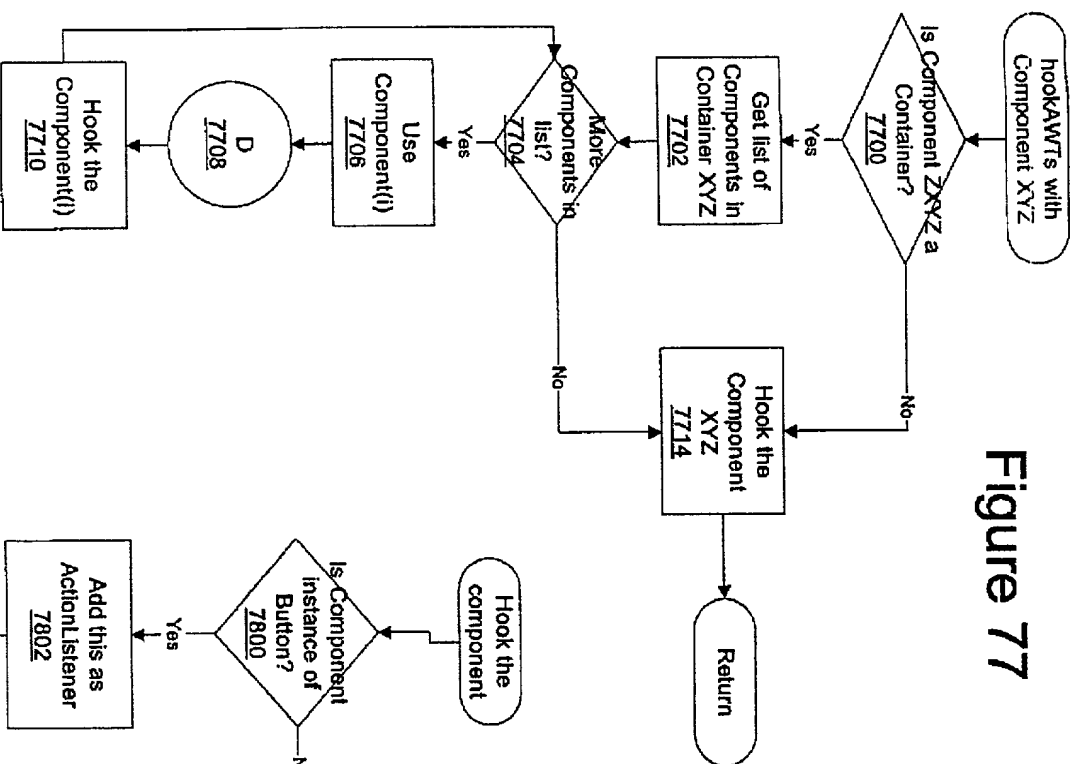 Figure 77
hookAWTs with
Component XYZ
Is Component ZXYZ a
Container?
7700
Yes
No
Get list of
Components in
Container XYZ
7702
More
Components in
list?
7704
Yes
No
Use
Component(i)
7706
D
7708
Hook the
Component(i)
7710
Hook the
Component
XYZ
7714
Return
Hook the
component
Is Component
instance of
Button?
7800
Yes
Add this as
ActionListener
7802